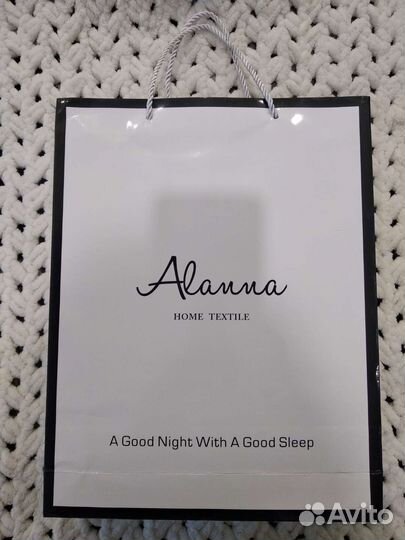 Alanna
HOME TEXTILE
A Good Night With A Good Sleep
Avito